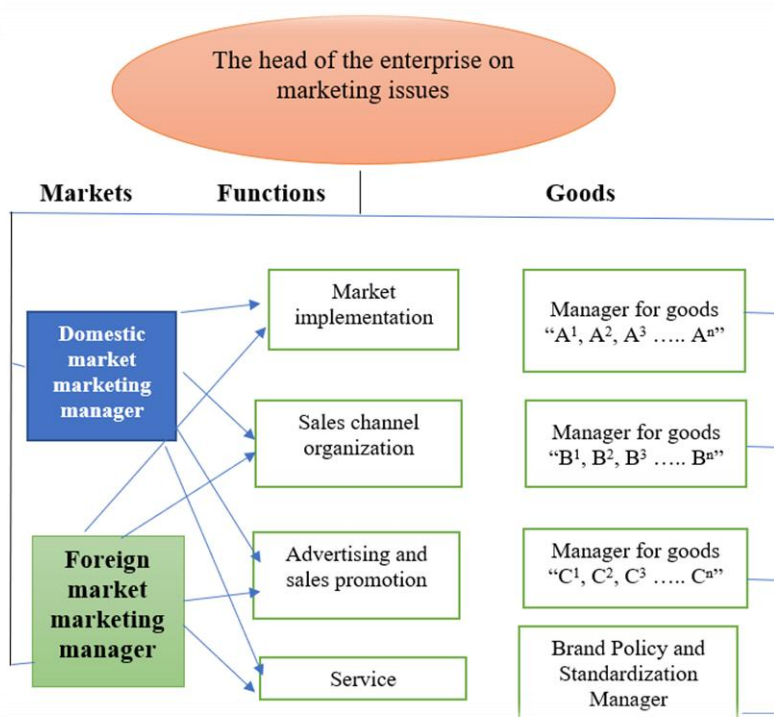 The head of the enterprise on
marketing issues
Markets
Functions
Goods
Domestic
market
marketing
manager
Foreign
market
marketing
manager
Market
implementation
Sales channel
organization
Advertising and
sales promotion
Service
Manager for goods
“A¹, A², A³ ….. Aⁿ”
Manager for goods
“B¹, B², B³ ….. Bⁿ”
Manager for goods
“C¹, C², C³ ….. Cⁿ”
Brand Policy and
Standardization
Manager